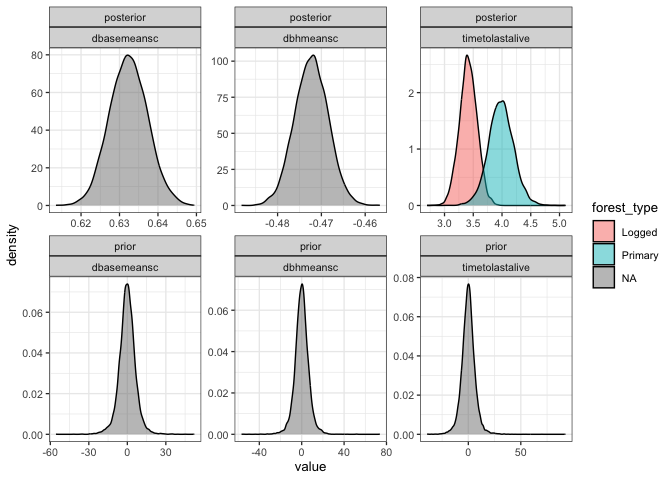 posterior
posterior
posterior
dbasemeansc
dbhmeansc
timetolastalive
80
60
40
20
0
100
75
50
25
0
2
1
0
0.62
0.63
0.64
0.65
-0.48
-0.47
-0.46
3.0
3.5
4.0
4.5
5.0
forest_type
Logged
Primary
NA
density
prior
prior
prior
dbasemeansc
dbhmeansc
timetolastalive
0.06
0.04
0.02
0.00
0.06
0.04
0.02
0.00
0.08
0.06
0.04
0.02
0.00
-60
-30
0
30
-40
0
40
80
0
50
value